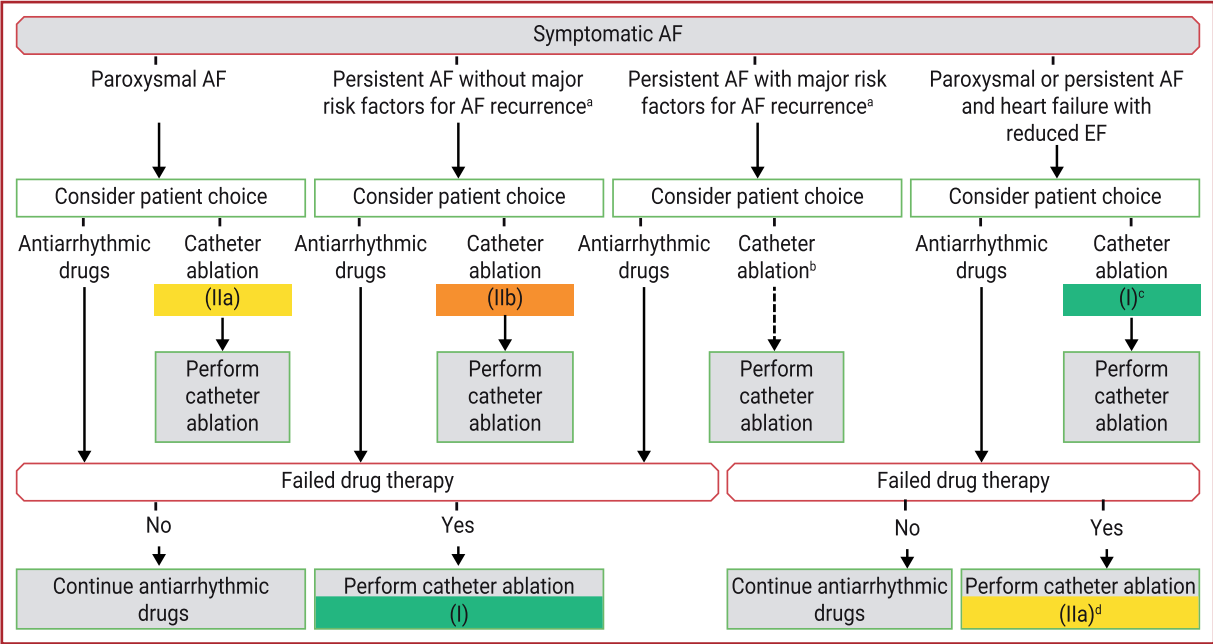 Symptomatic AF
Paroxysmal AF
Persistent AF without major
risk factors for AF recurrenceᵃ
Persistent AF with major risk
factors for AF recurrenceᵃ
Paroxysmal or persistent AF
and heart failure with
reduced EF
Consider patient choice
Consider patient choice
Consider patient choice
Consider patient choice
Antiarrhythmic
drugs
Catheter
ablation
(IIa)
Antiarrhythmic
drugs
Catheter
ablation
(IIb)
Antiarrhythmic
drugs
Catheter
ablationᵇ
Antiarrhythmic
drugs
Catheter
ablation
(I)ᶜ
Perform
catheter
ablation
Perform
catheter
ablation
Perform
catheter
ablation
Perform
catheter
ablation
Failed drug therapy
Failed drug therapy
No
Yes
No
Yes
Continue antiarrhythmic
drugs
Perform catheter ablation
(I)
Continue antiarrhythmic
drugs
Perform catheter ablation
(IIa)ᵈ